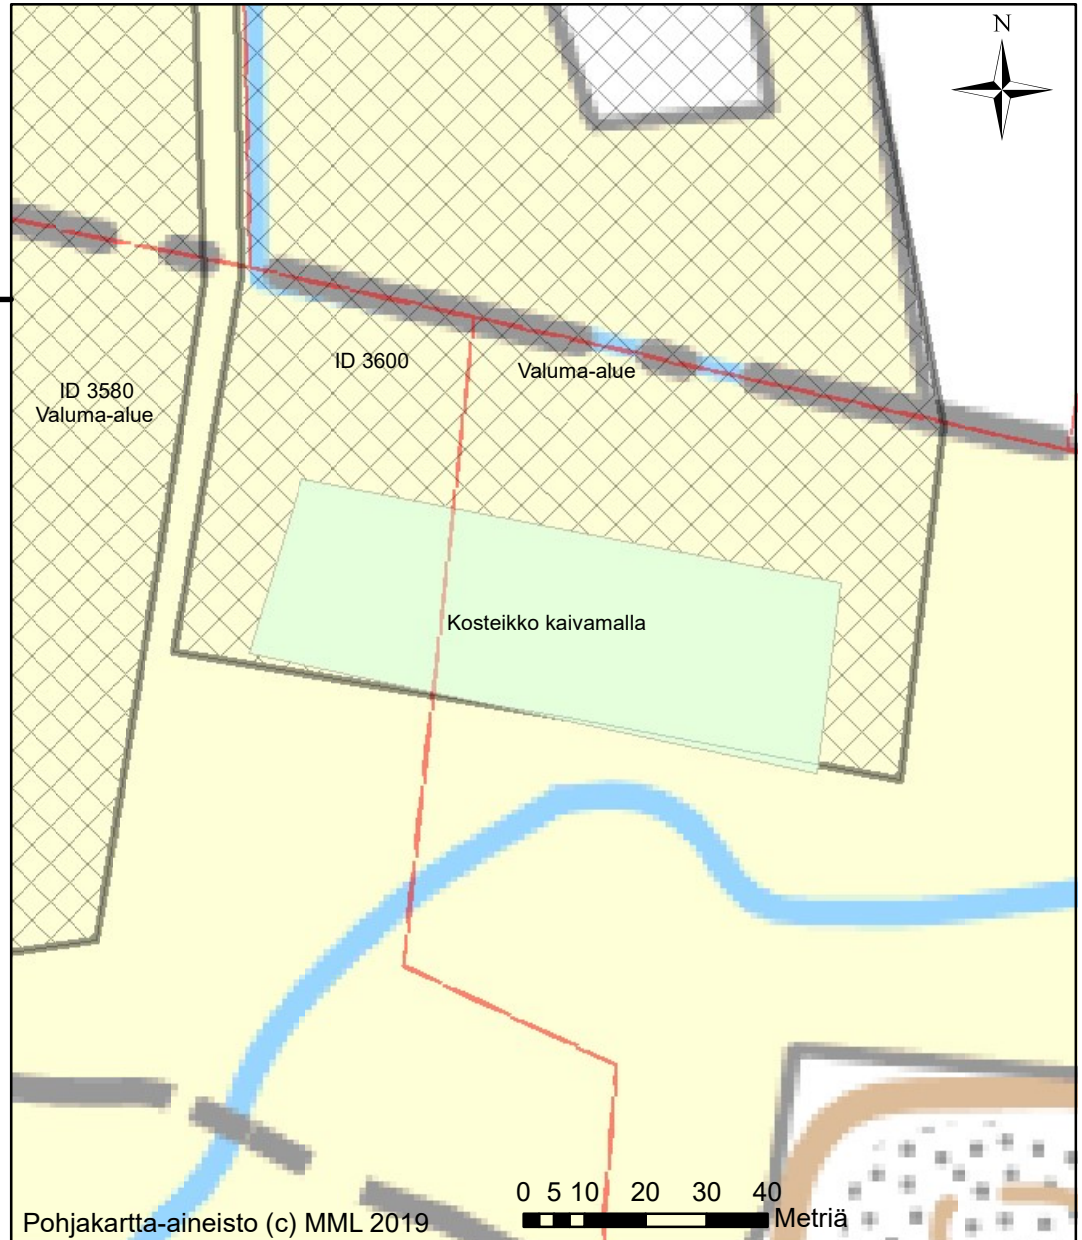 N
ID 3600
Valuma-alue
ID 3580
Valuma-alue
Kosteikko kaivamalla
0 5 10 20 30 40
Metriä
Pohjakartta-aineisto (c) MML 2019